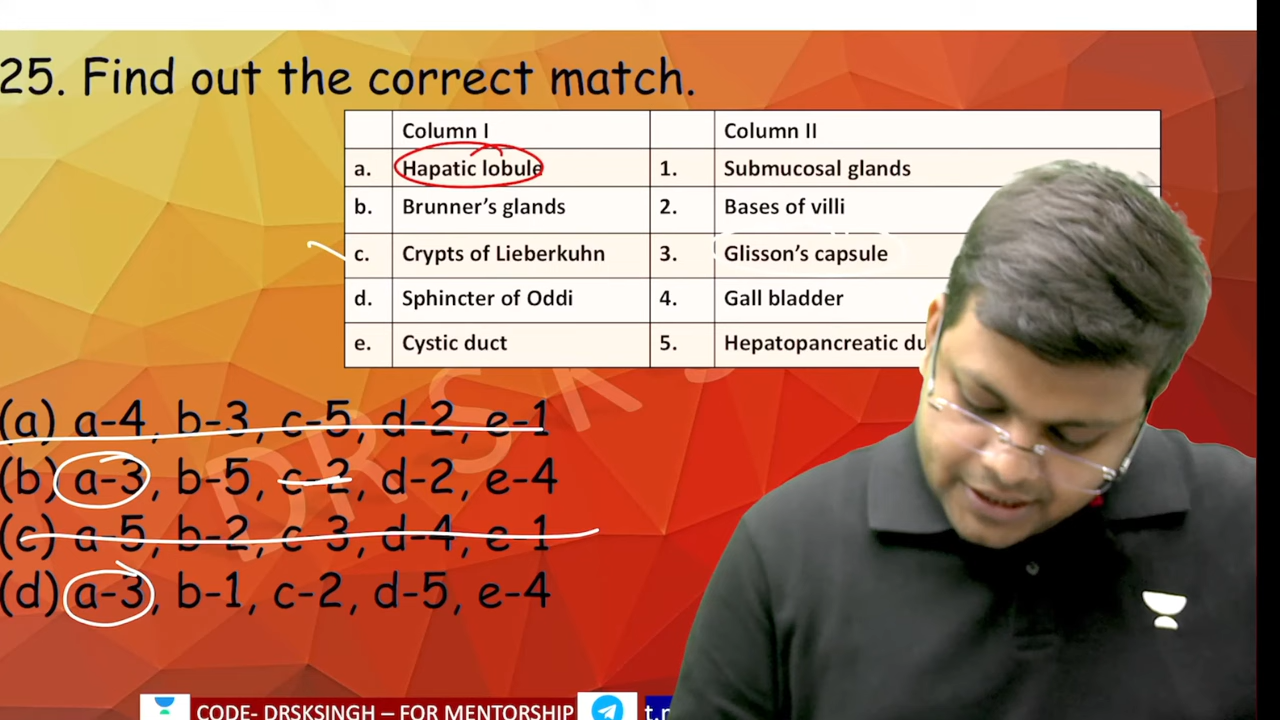 25. Find out the correct match.
Column I Column II
a. Hapatic lobule 1. Submucosal glands
b. Brunner’s glands 2. Bases of villi
c. Crypts of Lieberkuhn 3. Glisson’s capsule
d. Sphincter of Oddi 4. Gall bladder
e. Cystic duct 5. Hepatopancreatic du
DR S K S
(a) a-4, b-3, c-5, d-2, e-1
(b) a-3, b-5, c-2, d-2, e-4
(c) a-5, b-2, c-3, d-4, e-1
(d) a-3, b-1, c-2, d-5, e-4
CODE- DRSKSINGH – FOR MENTORSHIP t.